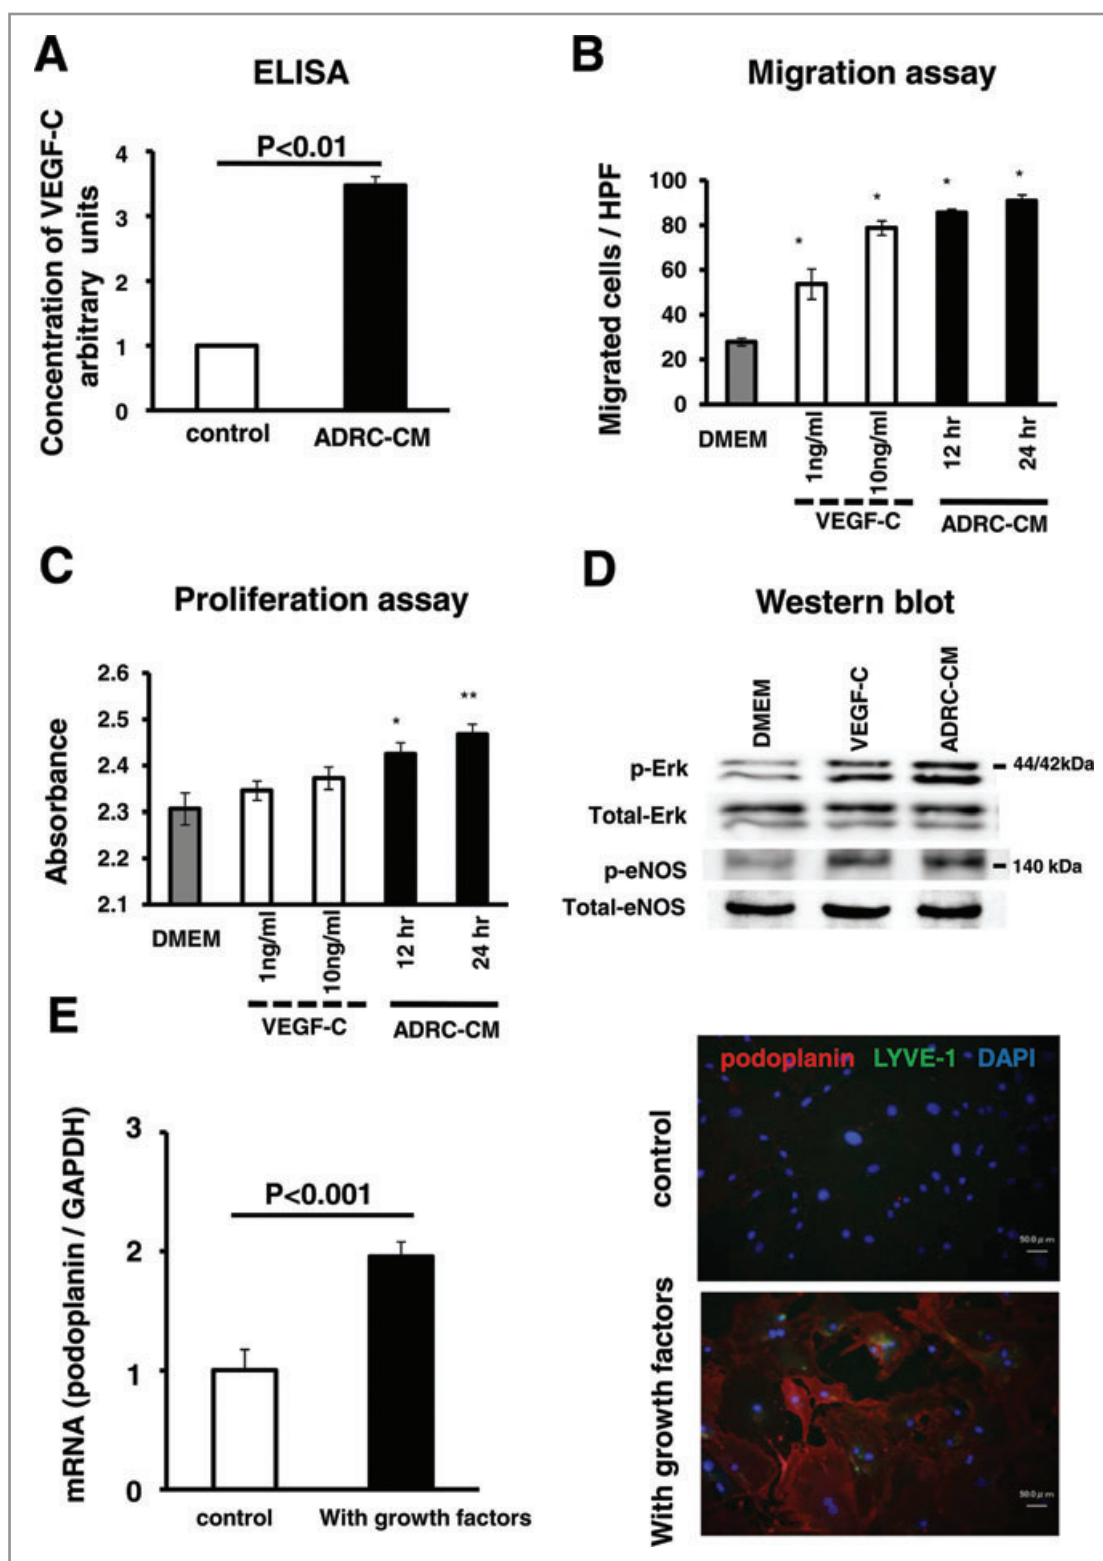 A
ELISA
Concentration of VEGF-C
arbitrary units
P<0.01
4
3
2
1
0
control
ADRC-CM
B
Migration assay
Migrated cells / HPF
100
80
60
40
20
0
*
*
*
*
DMEM
1ng/ml
10ng/ml
12 hr
24 hr
VEGF-C
ADRC-CM
C
Proliferation assay
Absorbance
2.6
2.5
2.4
2.3
2.2
2.1
*
**
DMEM
1ng/ml
10ng/ml
12 hr
24 hr
VEGF-C
ADRC-CM
D
Western blot
DMEM
VEGF-C
ADRC-CM
p-Erk
44/42kDa
Total-Erk
p-eNOS
140 kDa
Total-eNOS
E
mRNA (podoplanin / GAPDH)
3
2
1
0
P<0.001
control
With growth factors
podoplanin LYVE-1 DAPI
control
50.0μm
With growth factors
50.0μm